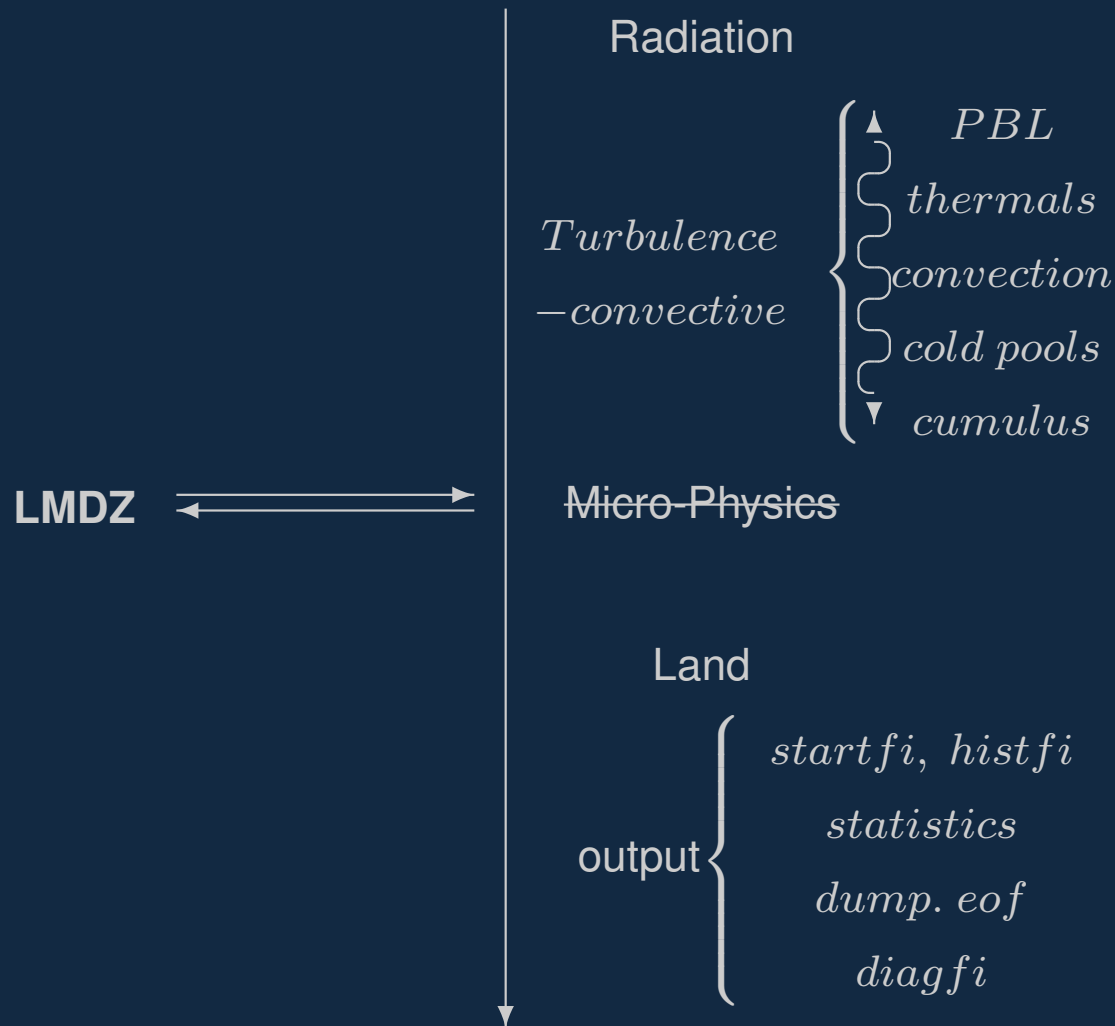 Radiation
PBL
thermals
Turbulence
convection
−convective
cold pools
cumulus
LMDZ
Micro-Physics
Land
startfi, histfi
statistics
output
dump. eof
diagfi